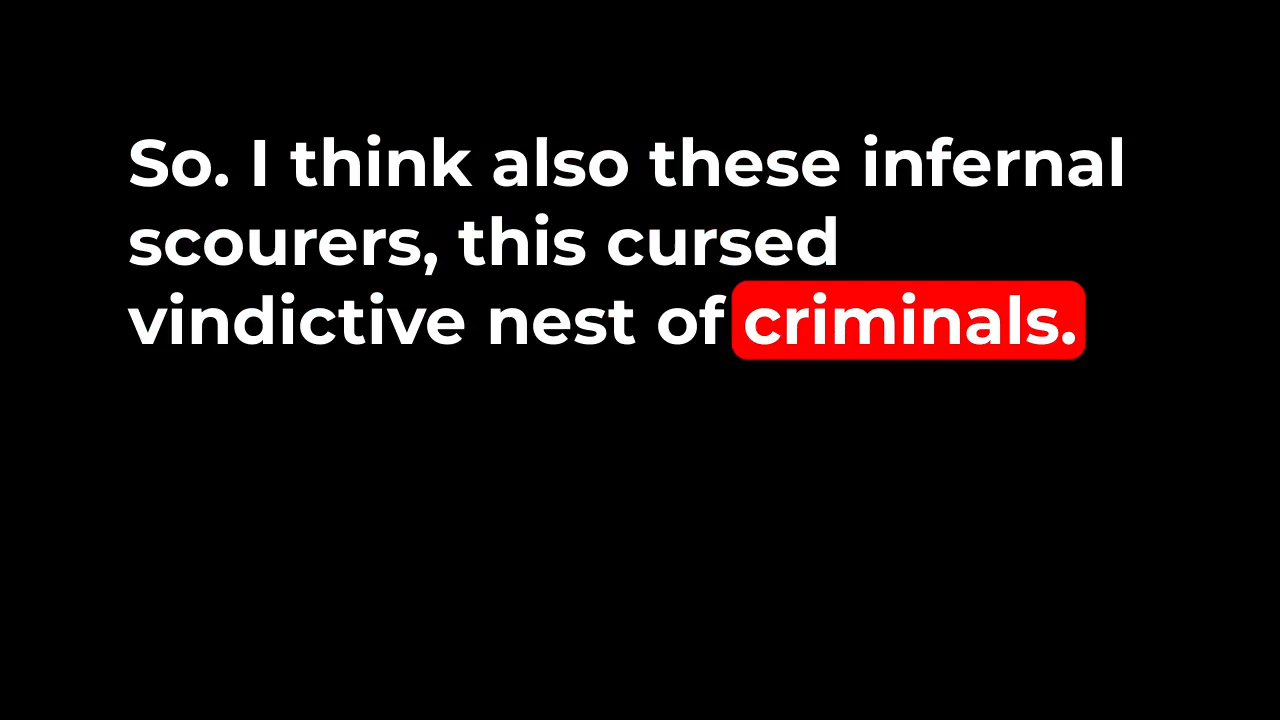 So. I think also these infernal
scourers, this cursed
vindictive nest of criminals.